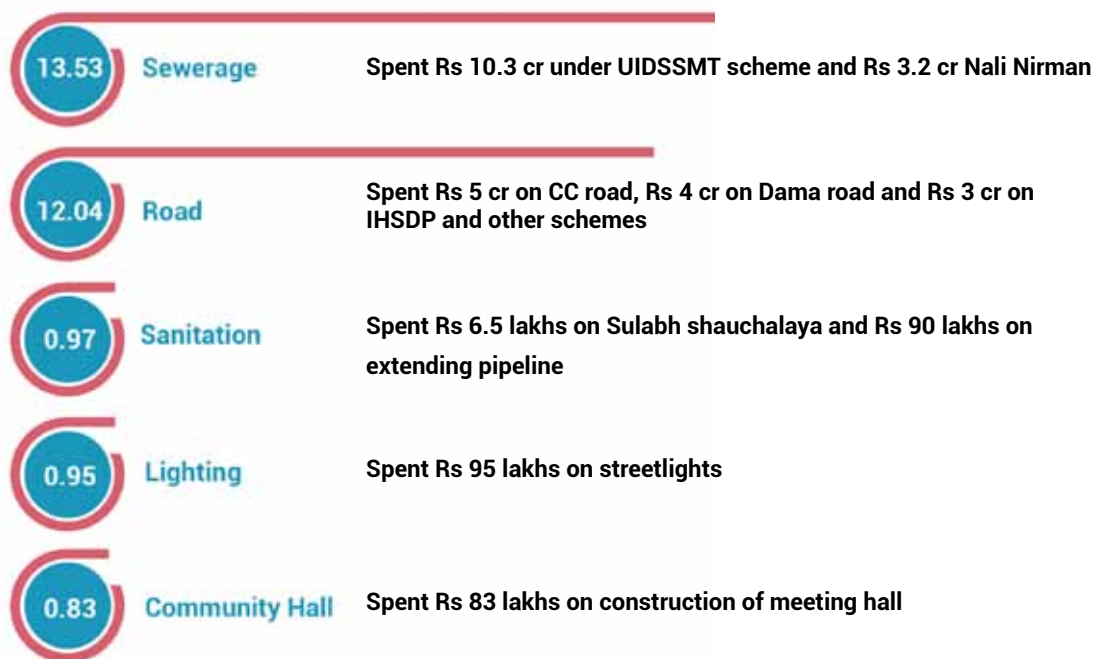 13.53 Sewerage Spent Rs 10.3 cr under UIDSSMT scheme and Rs 3.2 cr Nali Nirman
12.04 Road Spent Rs 5 cr on CC road, Rs 4 cr on Dama road and Rs 3 cr on
IHSDP and other schemes
0.97 Sanitation Spent Rs 6.5 lakhs on Sulabh shauchalaya and Rs 90 lakhs on
extending pipeline
0.95 Lighting Spent Rs 95 lakhs on streetlights
0.83 Community Hall Spent Rs 83 lakhs on construction of meeting hall